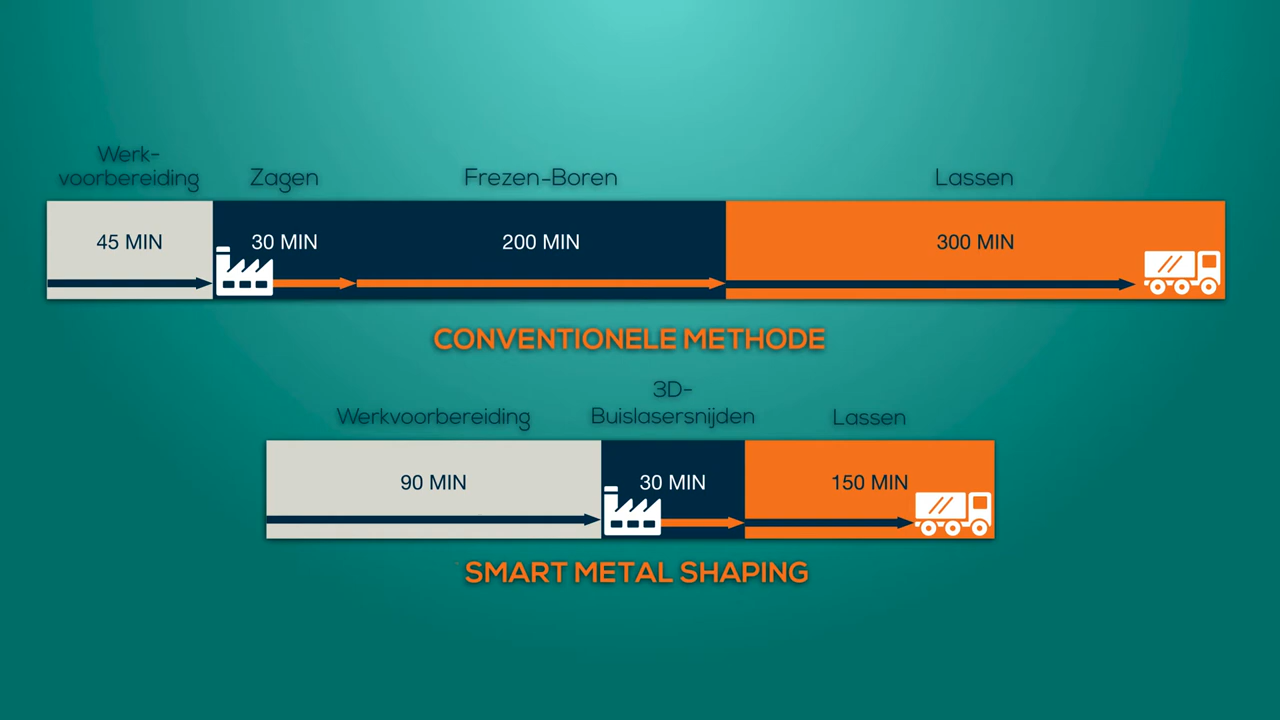 Werk-
voorbereiding
Zagen
Frezen-Boren
Lassen
45 MIN
30 MIN
200 MIN
300 MIN
CONVENTIONELE METHODE
Werkvoorbereiding
3D-
Buislasersnijden
Lassen
90 MIN
30 MIN
150 MIN
SMART METAL SHAPING